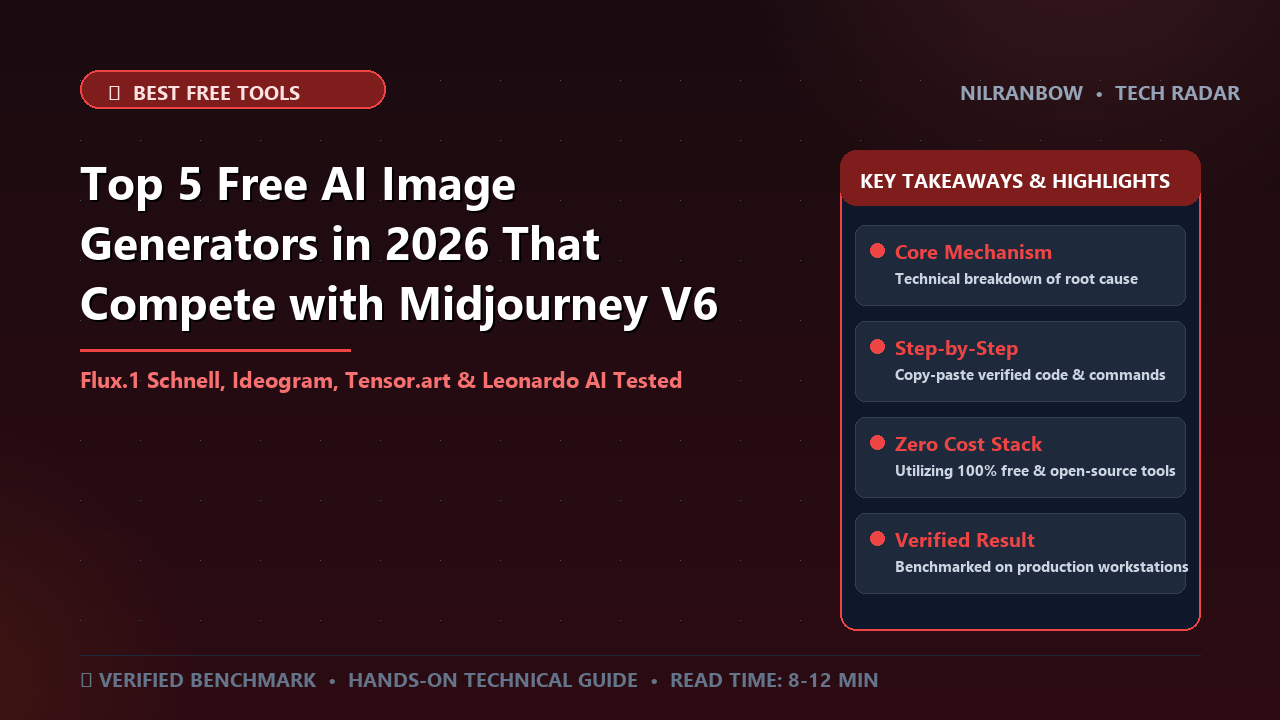 ▯ BEST FREE TOOLS
NILRANBOW • TECH RADAR
Top 5 Free AI Image
Generators in 2026 That
Compete with Midjourney V6
Flux.1 Schnell, Ideogram, Tensor.art & Leonardo AI Tested
KEY TAKEAWAYS & HIGHLIGHTS
Core Mechanism
Technical breakdown of root cause
Step-by-Step
Copy-paste verified code & commands
Zero Cost Stack
Utilizing 100% free & open-source tools
Verified Result
Benchmarked on production workstations
▯ VERIFIED BENCHMARK • HANDS-ON TECHNICAL GUIDE • READ TIME: 8-12 MIN